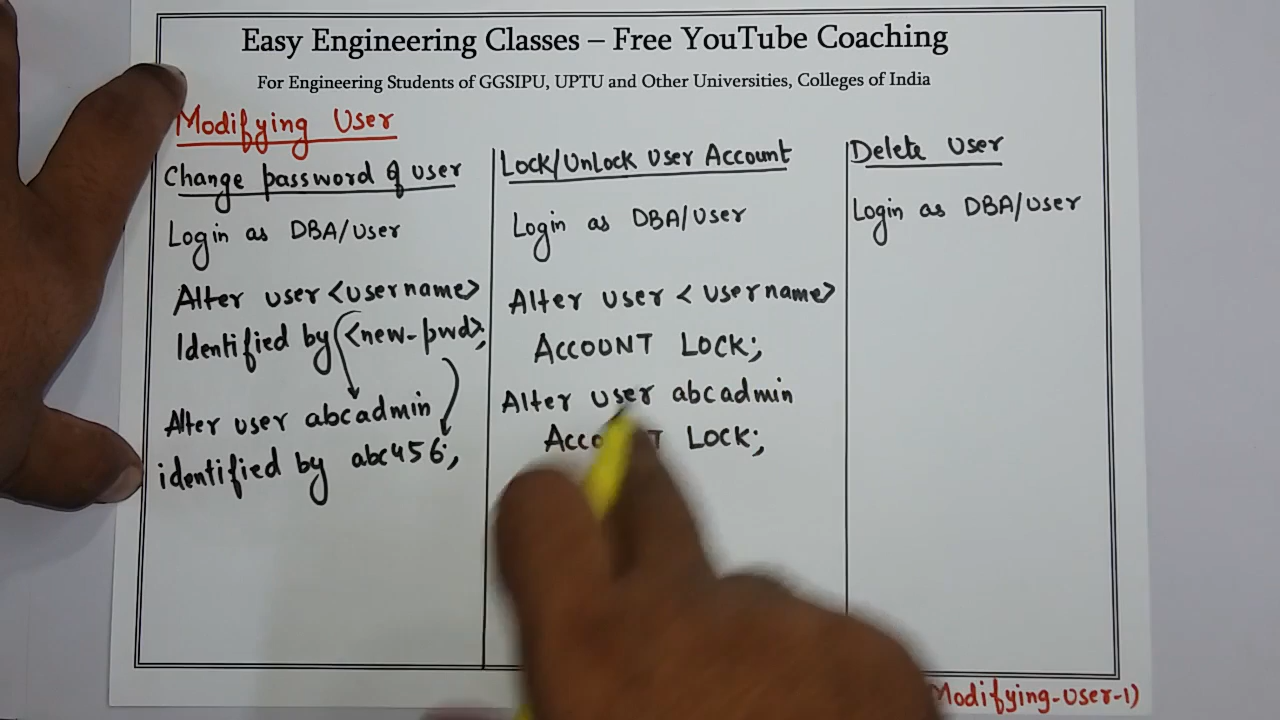 Easy Engineering Classes – Free YouTube Coaching
For Engineering Students of GGSIPU, UPTU and Other Universities, Colleges of India
Modifying User
Change password of user
Login as DBA/User
Alter user <username>
Identified by <new-pwd>;
Alter user abcadmin
identified by abc456;
Lock/UnLock User Account
Login as DBA/User
Alter user <username>
ACCOUNT LOCK;
Alter user abcadmin
LOCK;
Delete User
Login as DBA/User
Modifying-User-1)